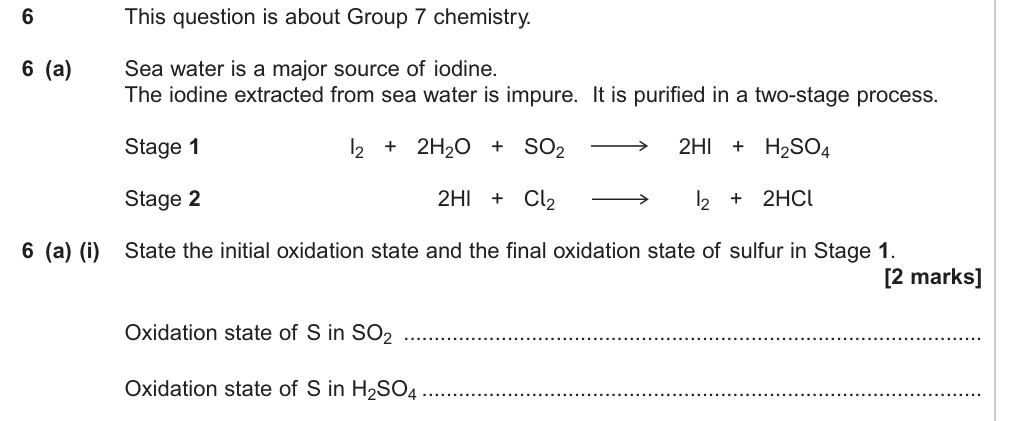 6 This question is about Group 7 chemistry.
6 (a) Sea water is a major source of iodine.
The iodine extracted from sea water is impure. It is purified in a two-stage process.
Stage 1 I₂ + 2H₂O + SO₂ ⟶ 2HI + H₂SO₄
Stage 2 2HI + Cl₂ ⟶ I₂ + 2HCl
6 (a) (i) State the initial oxidation state and the final oxidation state of sulfur in Stage 1.
[2 marks]
Oxidation state of S in SO₂ ................................................................................................
Oxidation state of S in H₂SO₄ ............................................................................................